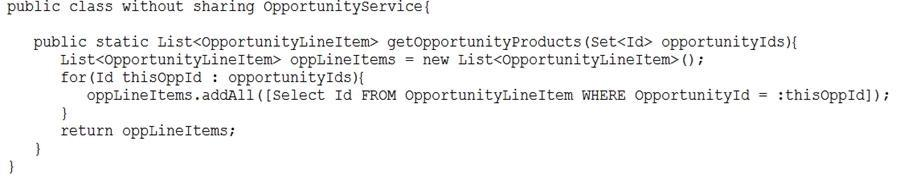 public class without sharing OpportunityService{
public static List<OpportunityLineItem> getOpportunityProducts(Set<Id> opportunityIds){
List<OpportunityLineItem> oppLineItems = new List<OpportunityLineItem>();
for(Id thisOppId : opportunityIds){
oppLineItems.addAll([Select Id FROM OpportunityLineItem WHERE OpportunityId = :thisOppId]);
}
return oppLineItems;
}
}